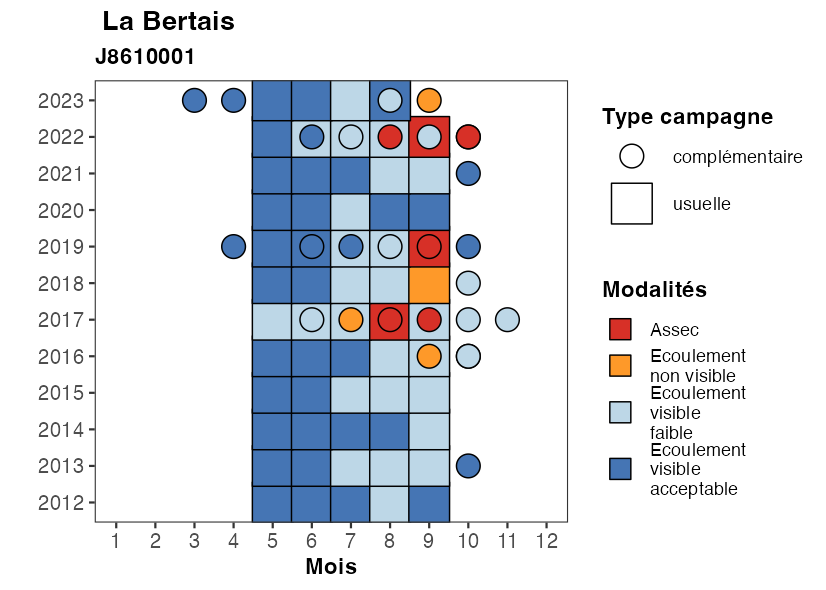 La Bertais
J8610001
2023
2022
2021
2020
2019
2018
2017
2016
2015
2014
2013
2012
1 2 3 4 5 6 7 8 9 10 11 12
Mois
Type campagne
complémentaire
usuelle
Modalités
Assec
Ecoulement
non visible
Ecoulement
visible
faible
Ecoulement
visible
acceptable